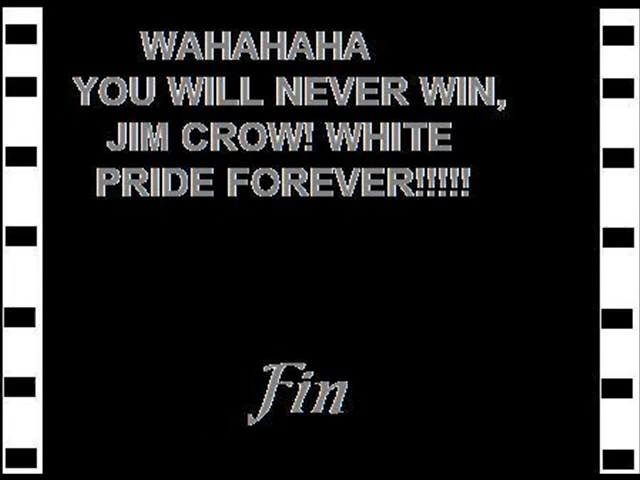 WAHAHAHA
YOU WILL NEVER WIN,
JIM CROW! WHITE
PRIDE FOREVER!!!!!
Fin